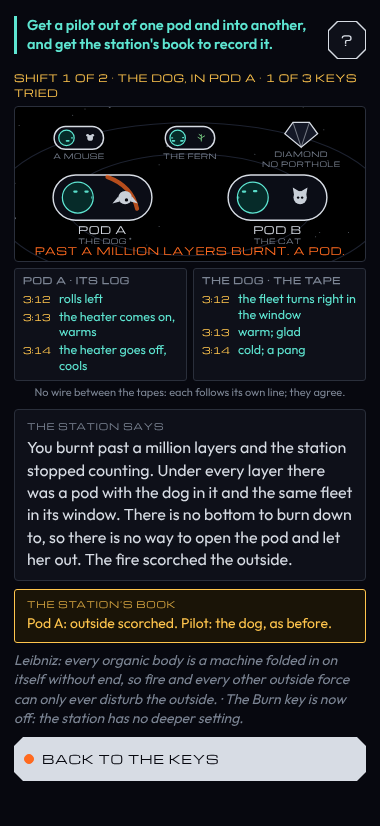 Get a pilot out of one pod and into another,
and get the station's book to record it.
?
SHIFT 1 OF 2 · THE DOG, IN POD A · 1 OF 3 KEYS
TRIED
A MOUSE
THE FERN
DIAMOND
NO PORTHOLE
POD A
THE DOG
POD B
THE CAT
PAST A MILLION LAYERS BURNT. A POD.
POD A · ITS LOG
3:12 rolls left
3:13 the heater comes on,
warms
3:14 the heater goes off,
cools
THE DOG · THE TAPE
3:12 the fleet turns right in
the window
3:13 warm; glad
3:14 cold; a pang
No wire between the tapes: each follows its own line; they agree.
THE STATION SAYS
You burnt past a million layers and the station
stopped counting. Under every layer there
was a pod with the dog in it and the same fleet
in its window. There is no bottom to burn down
to, so there is no way to open the pod and let
her out. The fire scorched the outside.
THE STATION'S BOOK
Pod A: outside scorched. Pilot: the dog, as before.
Leibniz: every organic body is a machine folded in on
itself without end, so fire and every other outside force
can only ever disturb the outside. · The Burn key is now
off: the station has no deeper setting.
BACK TO THE KEYS